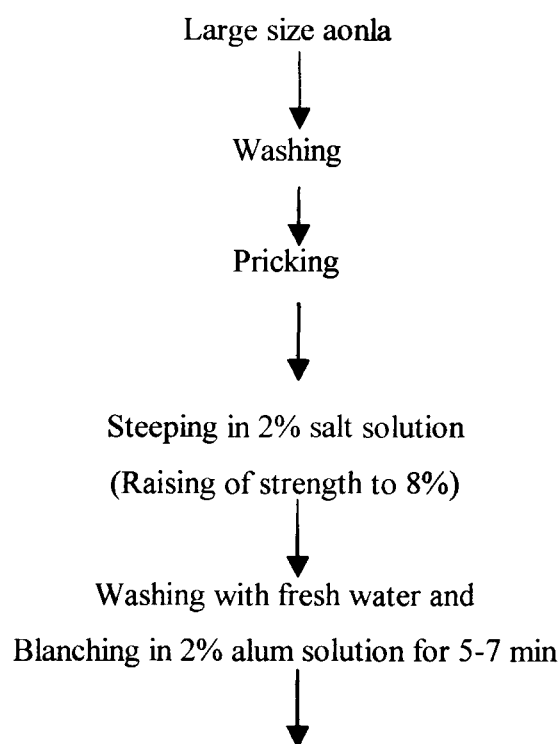 Large size aonla
Washing
Pricking
Steeping in 2% salt solution
(Raising of strength to 8%)
Washing with fresh water and
Blanching in 2% alum solution for 5-7 min